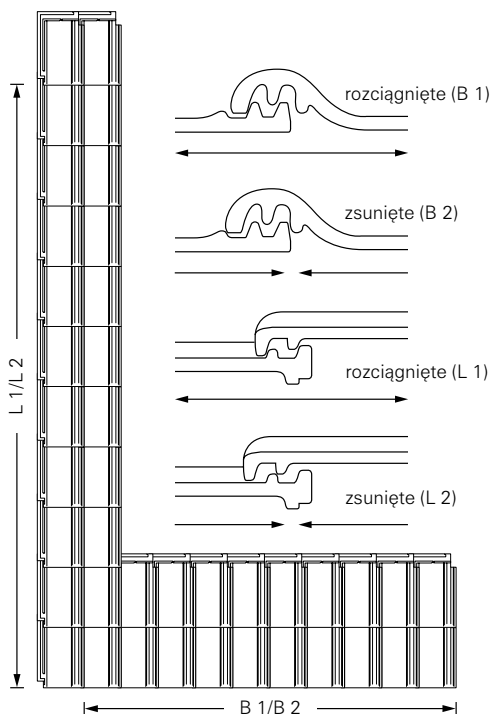 rozciągnięte (B 1)
zsunięte (B 2)
rozciągnięte (L 1)
zsunięte (L 2)
L 1/L 2
B 1/B 2